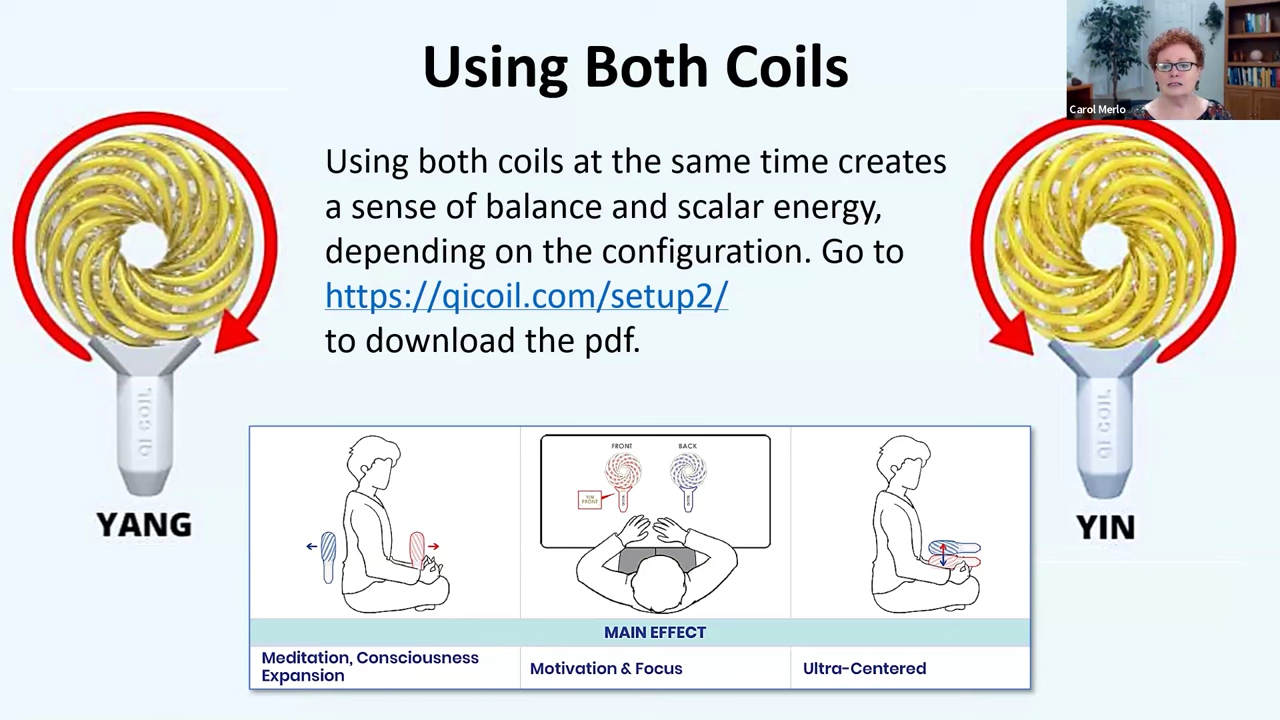 Using Both Coils
Carol Merlo
Using both coils at the same time creates
a sense of balance and scalar energy,
depending on the configuration. Go to
https://qicoil.com/setup2/
to download the pdf.
QI COIL
YANG
QI COIL
YIN
FRONT
BACK
YIN
FRONT
MAIN EFFECT
Meditation, Consciousness
Expansion
Motivation & Focus
Ultra-Centered